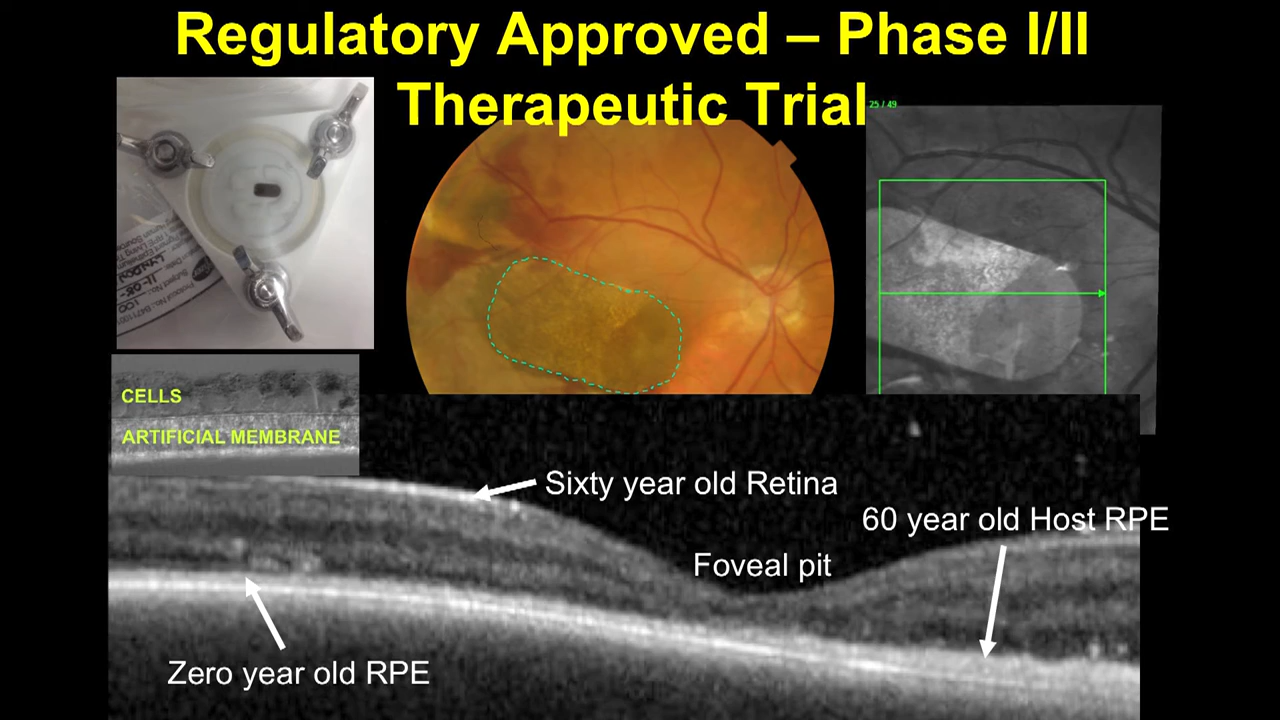 Regulatory Approved – Phase I/II
Therapeutic Trial
25 / 49
CELLS
ARTIFICIAL MEMBRANE
Sixty year old Retina
60 year old Host RPE
Foveal pit
Zero year old RPE